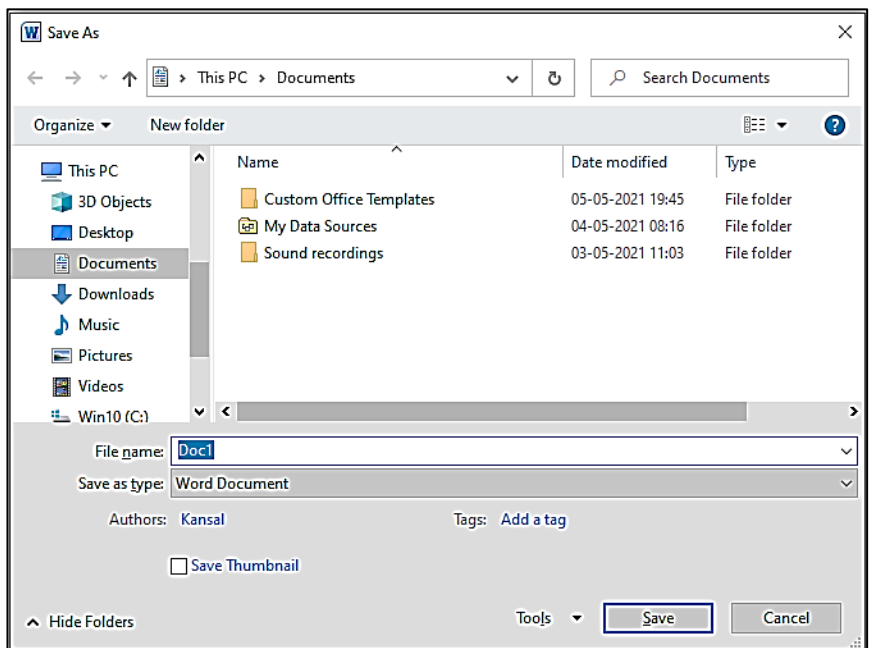 W Save As
This PC > Documents
Search Documents
Organize
New folder
?
This PC
3D Objects
Desktop
Documents
Downloads
Music
Pictures
Videos
Win10 (C:)
Name Date modified Type
Custom Office Templates 05-05-2021 19:45 File folder
My Data Sources 04-05-2021 08:16 File folder
Sound recordings 03-05-2021 11:03 File folder
File name: Doc1
Save as type: Word Document
Authors: Kansal Tags: Add a tag
Save Thumbnail
Hide Folders Tools Save Cancel